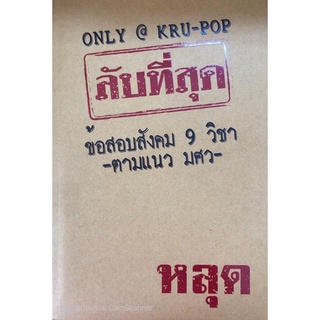 ONLY @ KRU-POP
ลับที่สุด
ข้อสอบสังคม 9 วิชา
-ตามแนว มศว-
หลุด